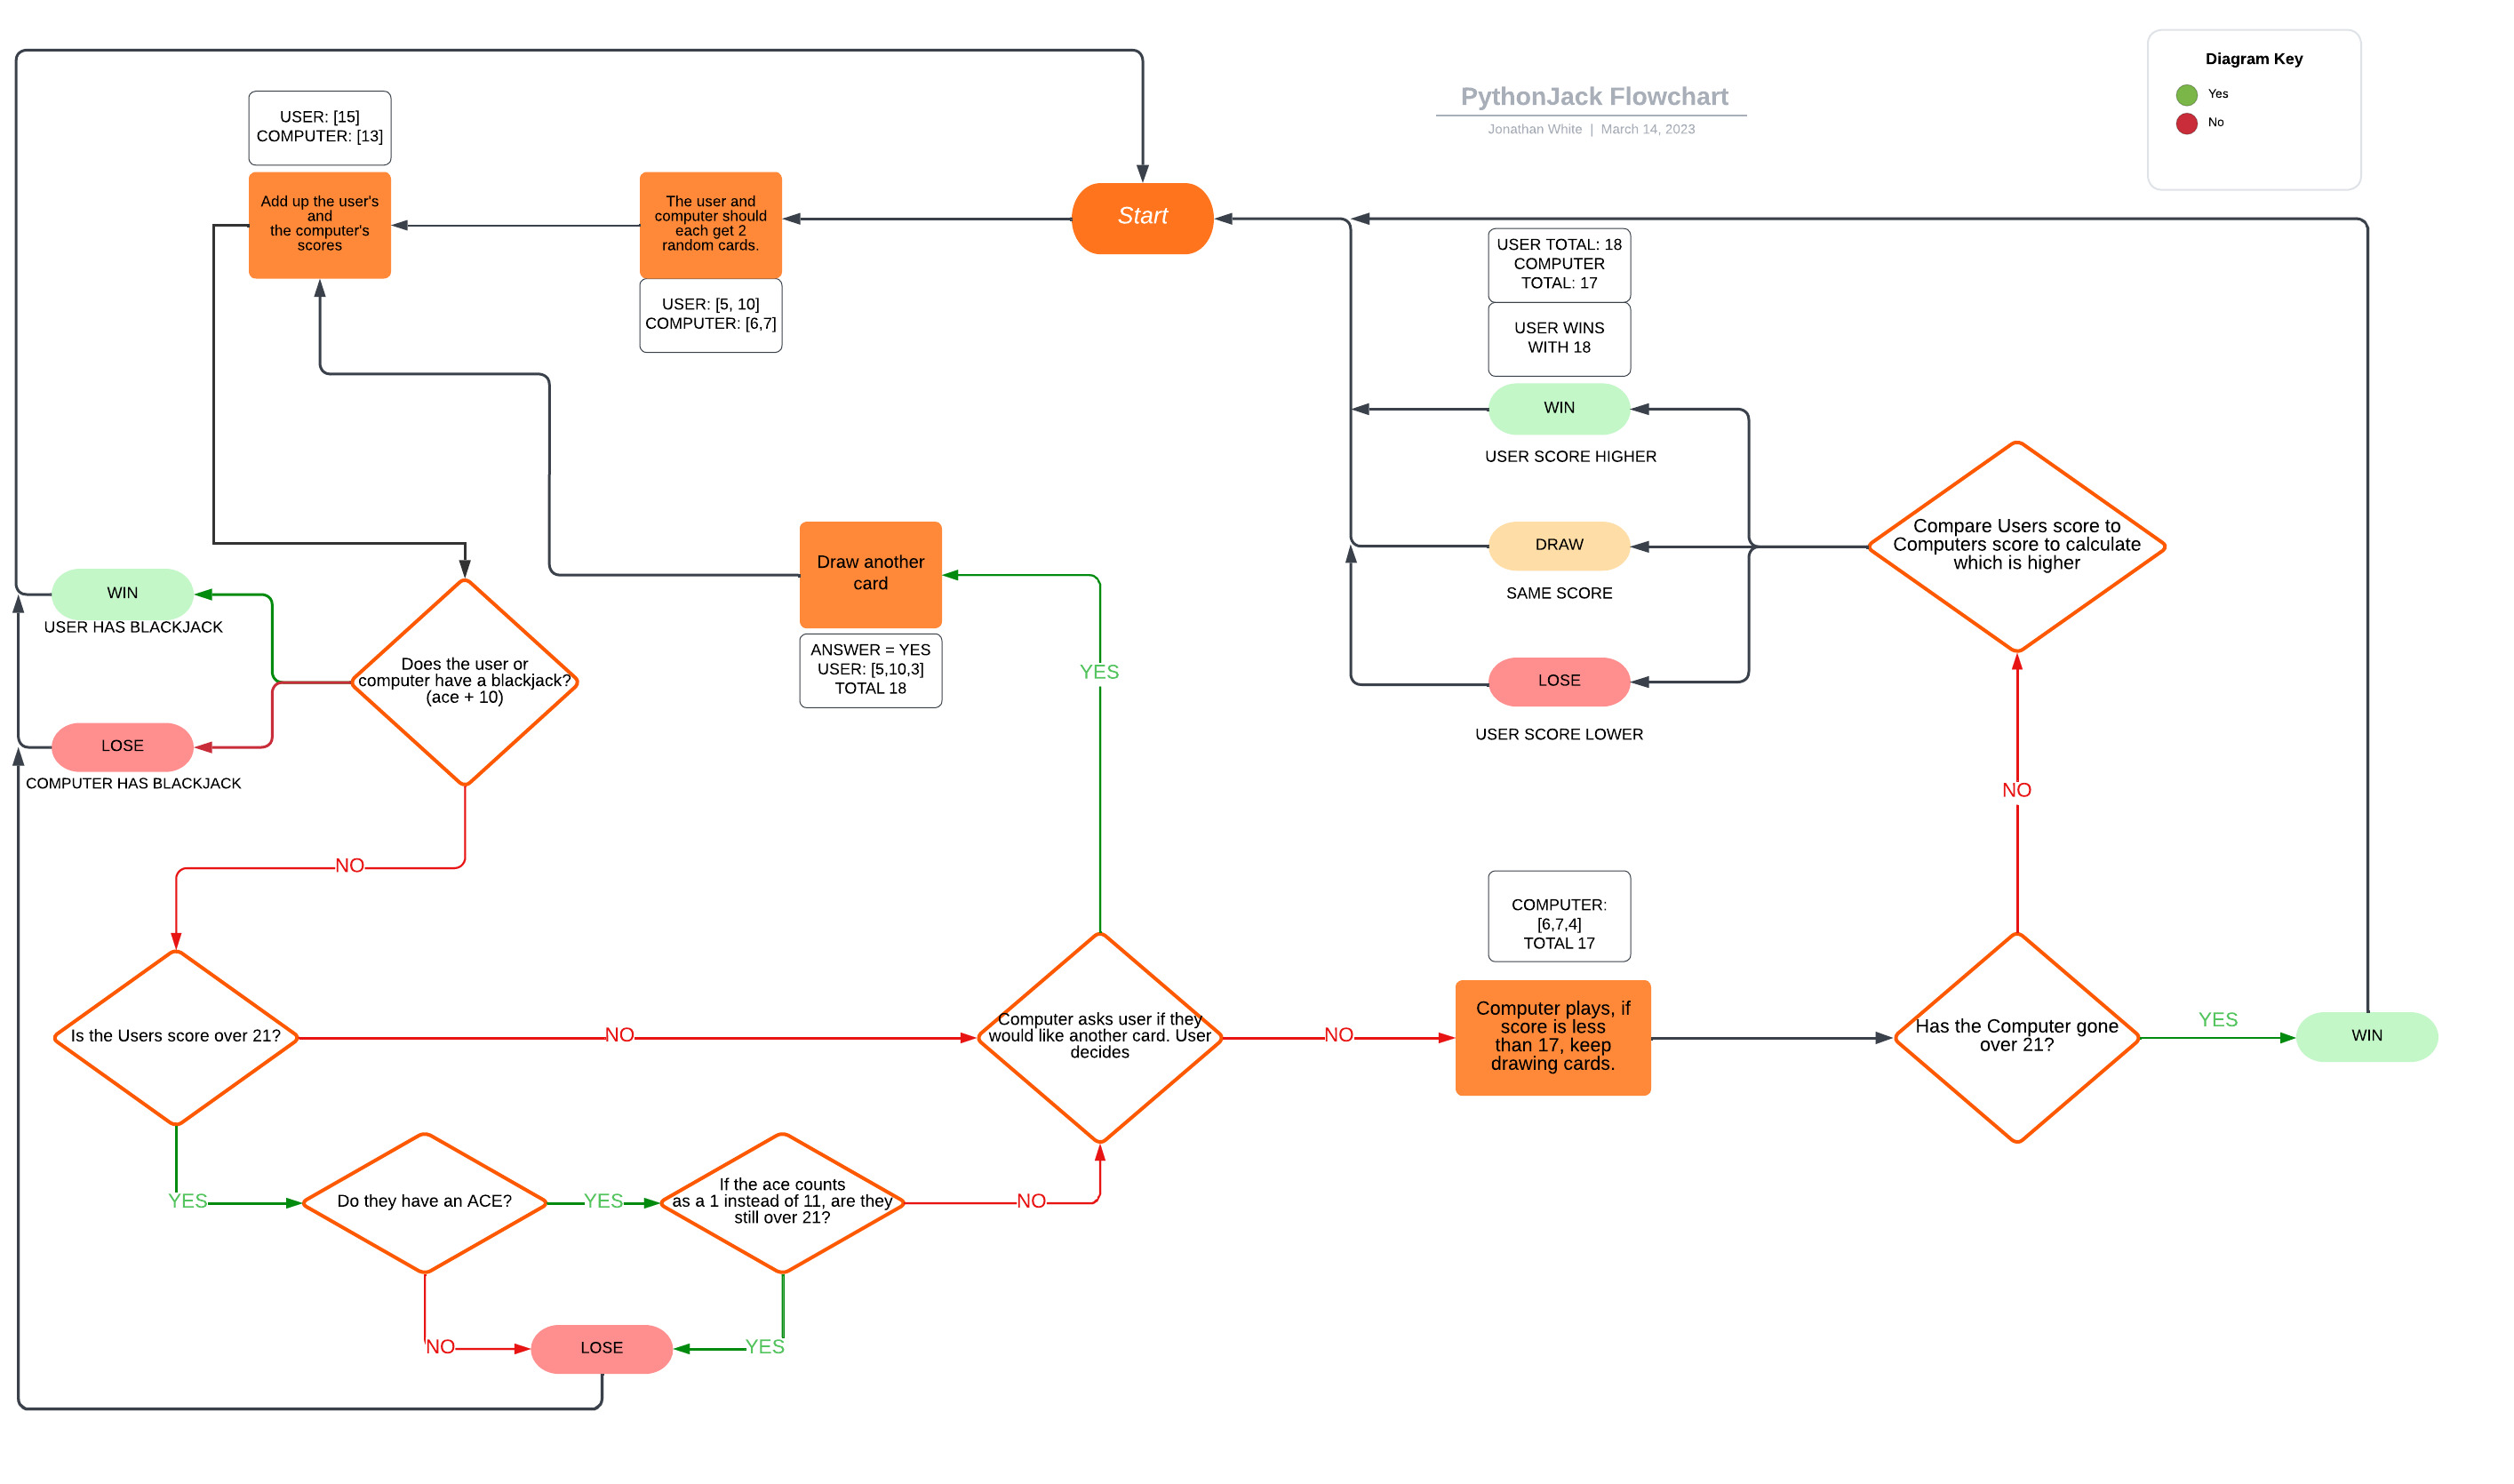 PythonJack Flowchart
Jonathan White | March 14, 2023
Diagram Key
Yes
No
Start
The user and
computer should
each get 2
random cards.
USER: [5, 10]
COMPUTER: [6,7]
USER: [15]
COMPUTER: [13]
Add up the user's
and
the computer's
scores
Does the user or
computer have a blackjack?
(ace + 10)
WIN
USER HAS BLACKJACK
LOSE
COMPUTER HAS BLACKJACK
NO
Is the Users score over 21?
NO
YES
Do they have an ACE?
YES
If the ace counts
as a 1 instead of 11, are they
still over 21?
NO
NO
YES
LOSE
Computer asks user if they
would like another card. User
decides
YES
Draw another
card
ANSWER = YES
USER: [5,10,3]
TOTAL 18
NO
COMPUTER:
[6,7,4]
TOTAL 17
Computer plays, if
score is less
than 17, keep
drawing cards.
Has the Computer gone
over 21?
YES
WIN
NO
Compare Users score to
Computers score to calculate
which is higher
USER TOTAL: 18
COMPUTER
TOTAL: 17
USER WINS
WITH 18
WIN
USER SCORE HIGHER
DRAW
SAME SCORE
LOSE
USER SCORE LOWER